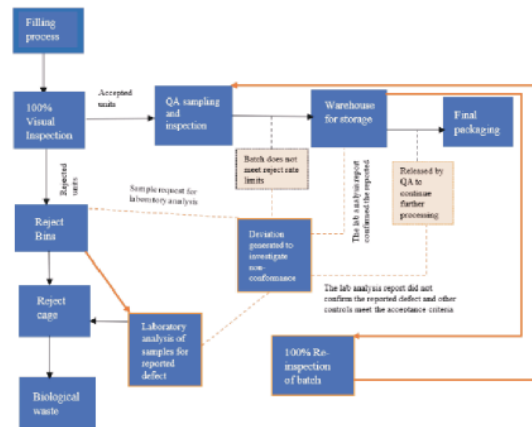 Filling
process
100%
Visual
Inspection
Accepted
units
QA sampling
and
inspection
Warehouse
for storage
Final
packaging
Rejected
units
Batch does not
meet reject rate
limits
Sample request for
laboratory analysis
The lab analysis report
confirmed the reported
Released by
QA to
continue
further
processing
Reject
Bins
Deviation
generated to
investigate
non-
conformance
The lab analysis report did not
confirm the reported defect and other
controls meet the acceptance criteria
Reject
cage
Laboratory
analysis of
samples for
reported
defect
100% Re-
inspection
of batch
Biological
waste